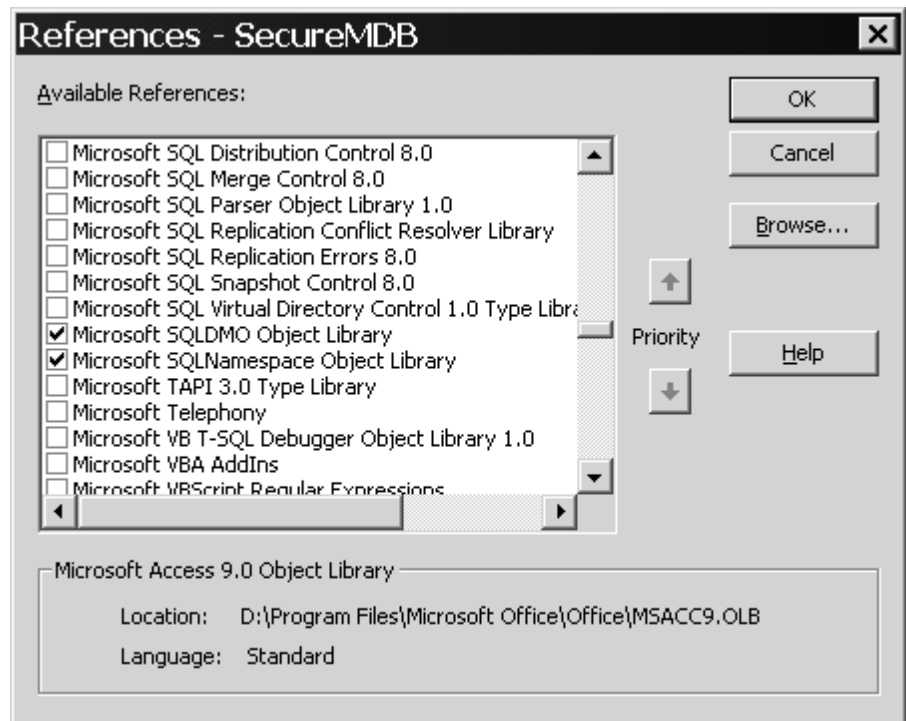 References - SecureMDB
Available References:
Microsoft SQL Distribution Control 8.0
Microsoft SQL Merge Control 8.0
Microsoft SQL Parser Object Library 1.0
Microsoft SQL Replication Conflict Resolver Library
Microsoft SQL Replication Errors 8.0
Microsoft SQL Snapshot Control 8.0
Microsoft SQL Virtual Directory Control 1.0 Type Libra
Microsoft SQLDMO Object Library
Microsoft SQLNamespace Object Library
Microsoft TAPI 3.0 Type Library
Microsoft Telephony
Microsoft VB T-SQL Debugger Object Library 1.0
Microsoft VBA AddIns
Microsoft VBScript Regular Expressions
Priority
OK
Cancel
Browse...
Help
Microsoft Access 9.0 Object Library
Location: D:\Program Files\Microsoft Office\Office\MSACC9.OLB
Language: Standard